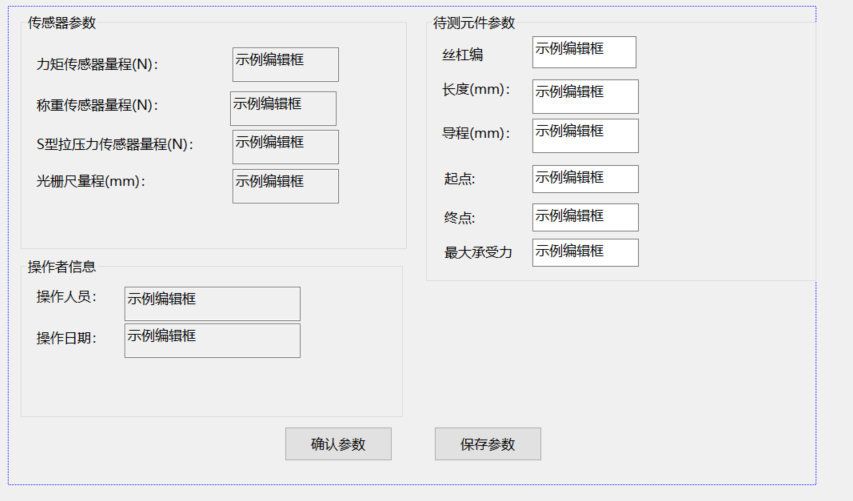 传感器参数
力矩传感器量程(N)： 示例编辑框
称重传感器量程(N)： 示例编辑框
S型拉压力传感器量程(N)： 示例编辑框
光栅尺量程(mm)： 示例编辑框
操作者信息
操作人员： 示例编辑框
操作日期： 示例编辑框
待测元件参数
丝杠编 示例编辑框
长度(mm)： 示例编辑框
导程(mm)： 示例编辑框
起点: 示例编辑框
终点: 示例编辑框
最大承受力 示例编辑框
确认参数 保存参数